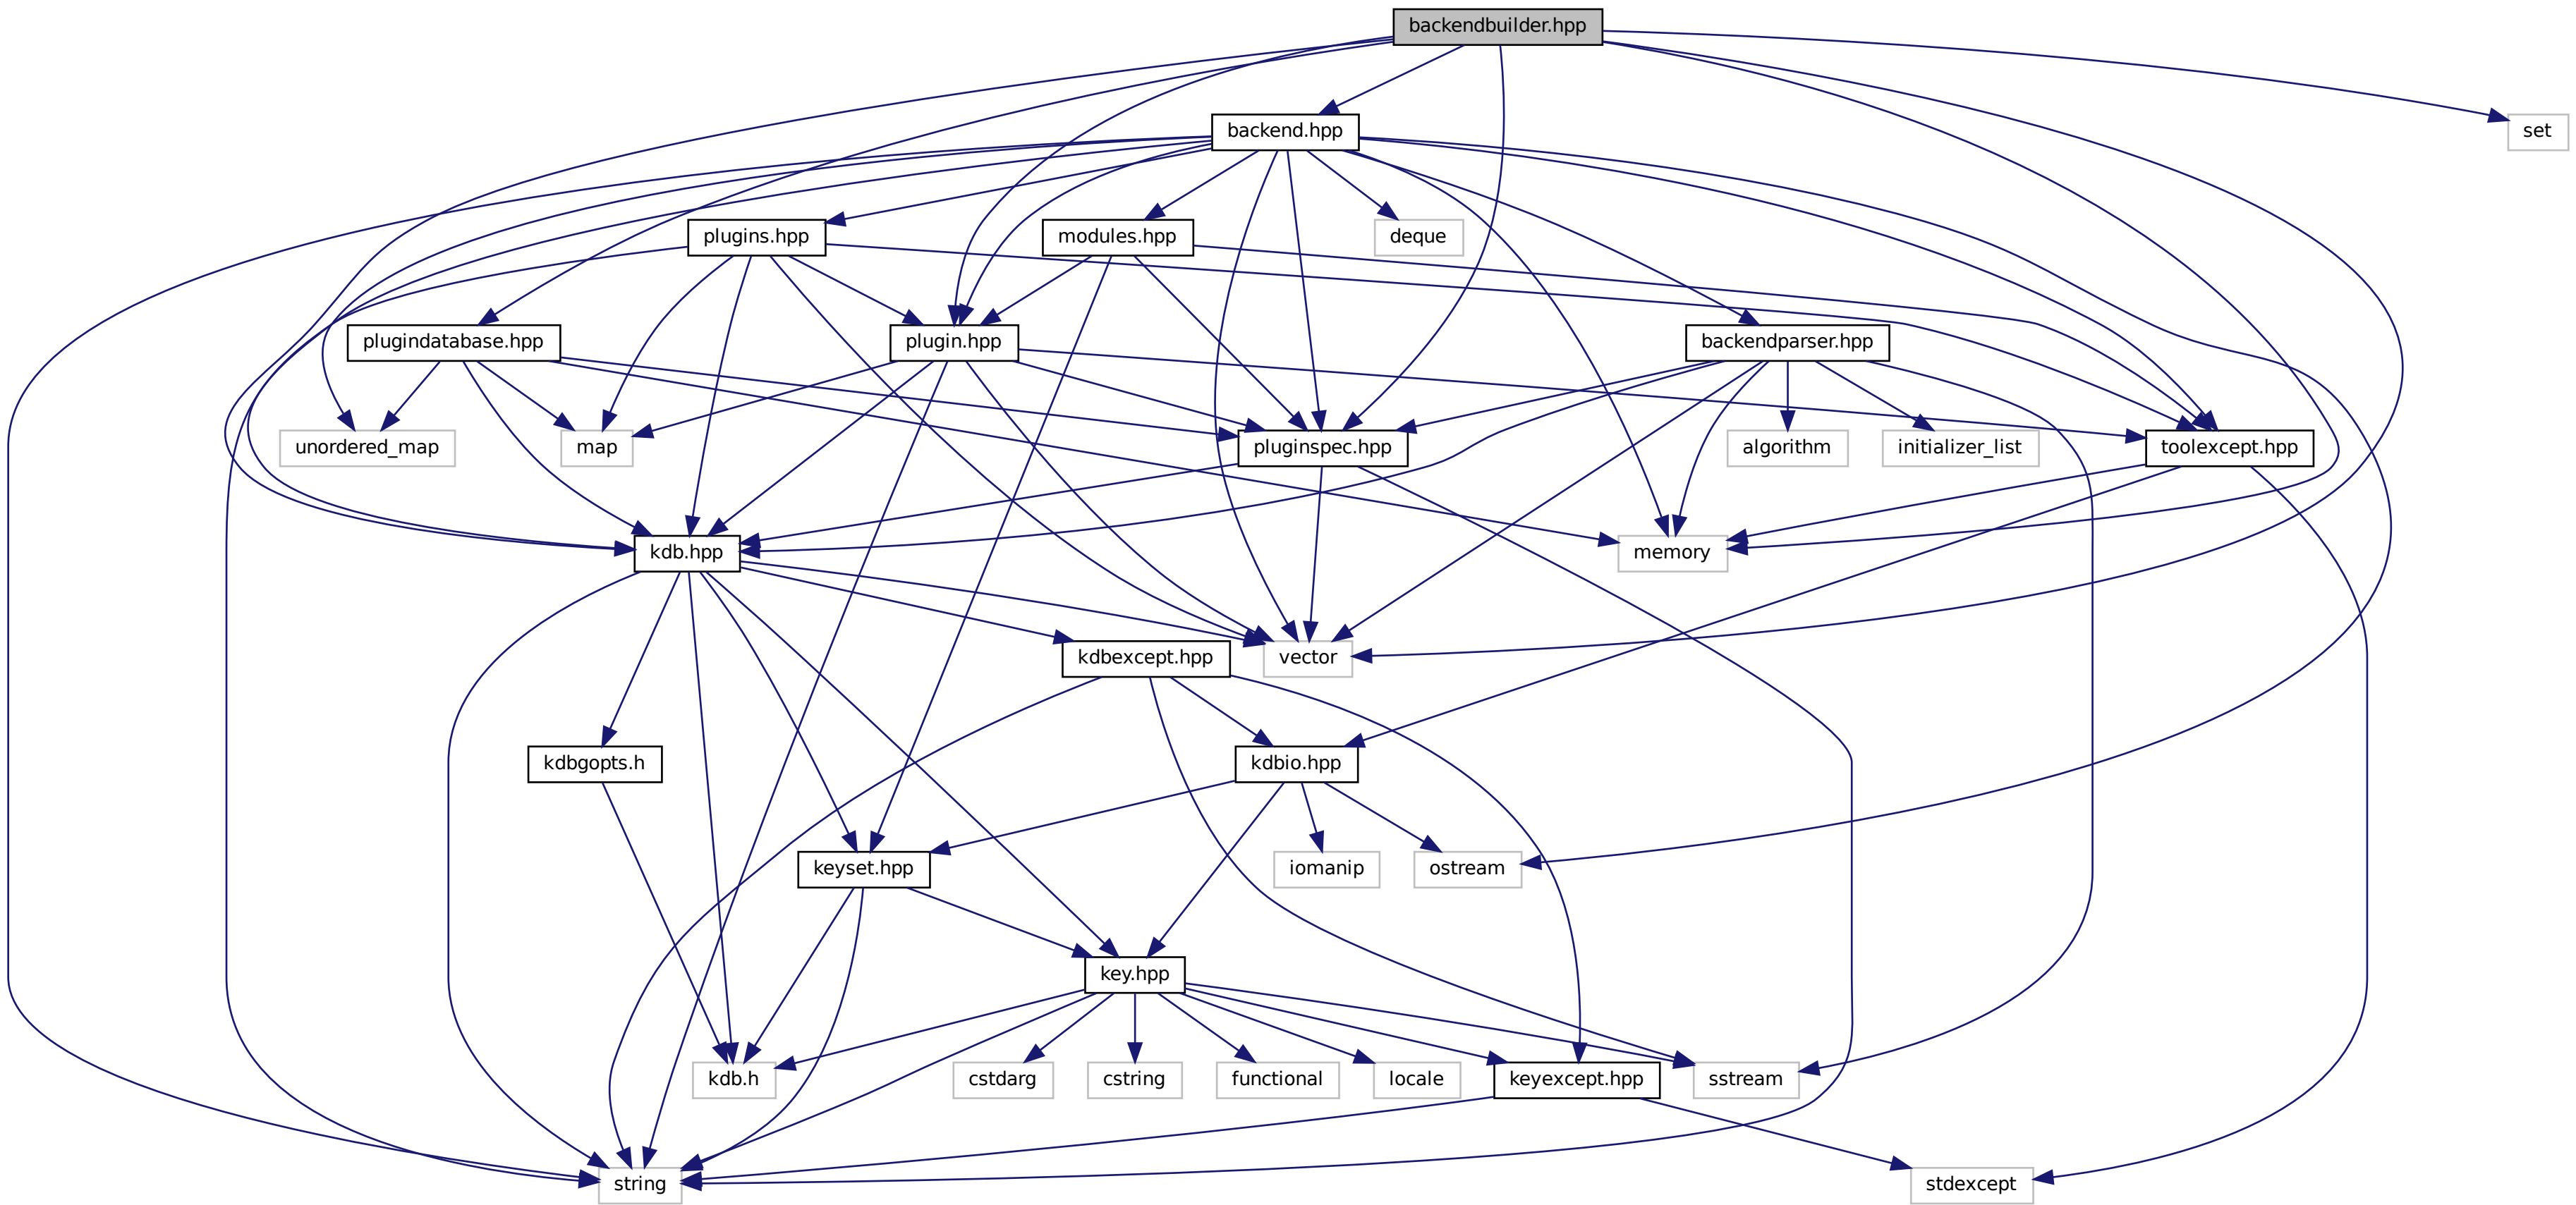 backendbuilder.hpp
backend.hpp
set
plugins.hpp
modules.hpp
deque
plugindatabase.hpp
plugin.hpp
backendparser.hpp
unordered_map
map
pluginspec.hpp
algorithm
initializer_list
toolexcept.hpp
kdb.hpp
memory
kdbexcept.hpp
vector
kdbgopts.h
kdbio.hpp
keyset.hpp
iomanip
ostream
key.hpp
kdb.h
cstdarg
cstring
functional
locale
keyexcept.hpp
sstream
string
stdexcept